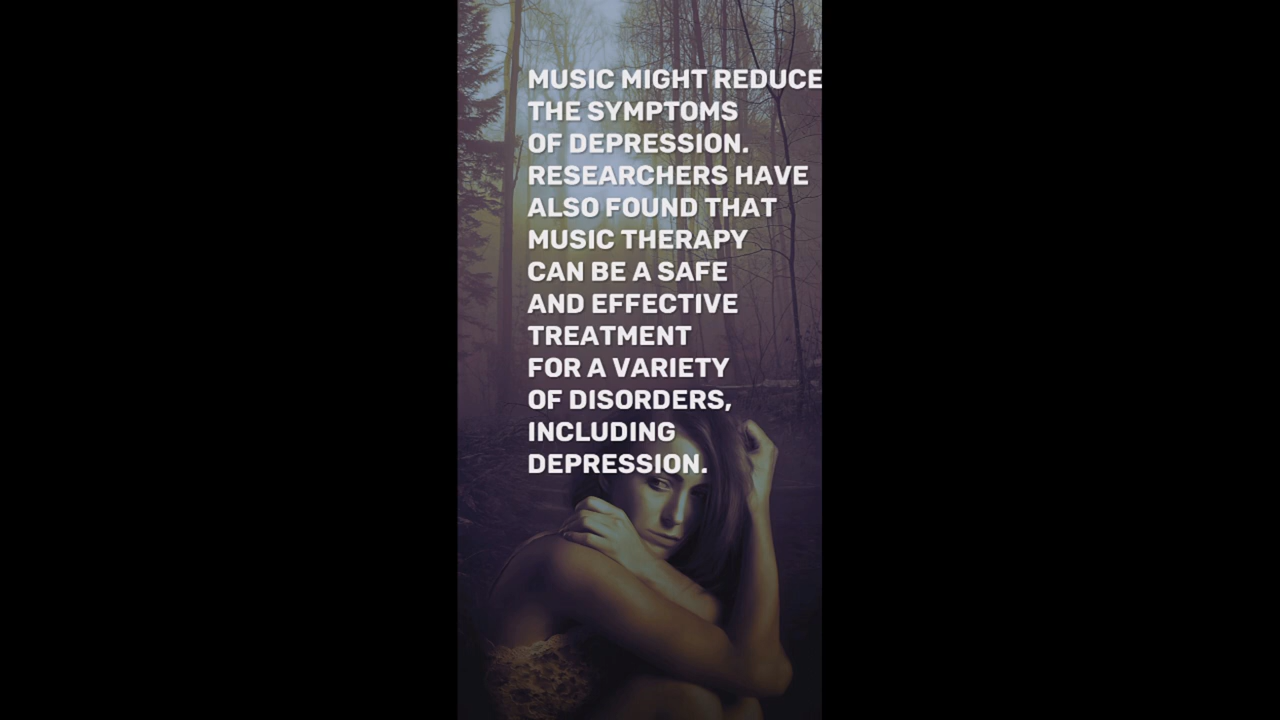 MUSIC MIGHT REDUCE
THE SYMPTOMS
OF DEPRESSION.
RESEARCHERS HAVE
ALSO FOUND THAT
MUSIC THERAPY
CAN BE A SAFE
AND EFFECTIVE
TREATMENT
FOR A VARIETY
OF DISORDERS,
INCLUDING
DEPRESSION.